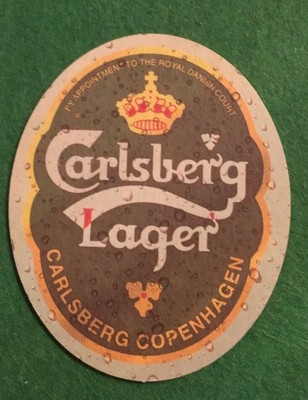 BY APPOINTMENT TO THE ROYAL DANISH COURT
Carlsberg
Lager
CARLSBERG COPENHAGEN